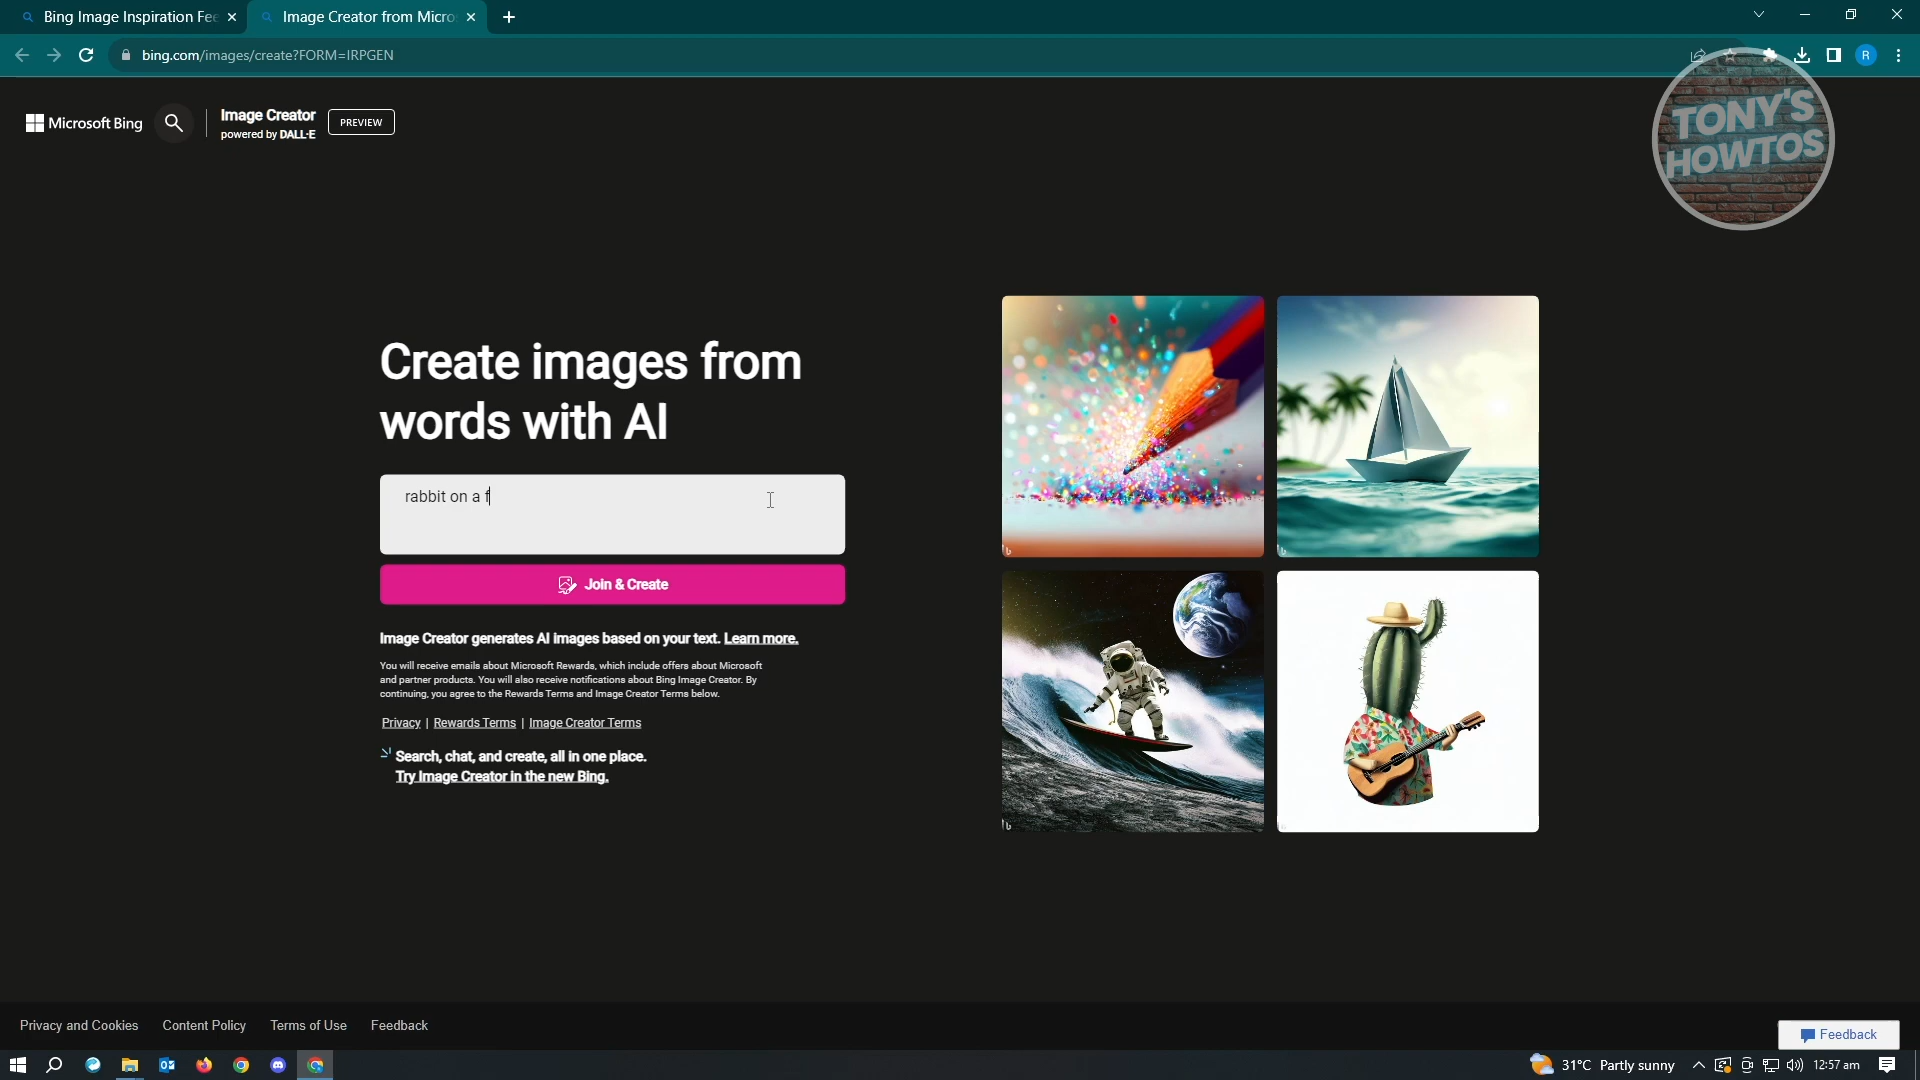 Bing Image Inspiration Fee
Image Creator from Micro
bing.com/images/create?FORM=IRPGEN
R
TONY'S
HOWTOS
Microsoft Bing
Image Creator
powered by DALL·E
PREVIEW
Create images from
words with AI
rabbit on a f
Join & Create
Image Creator generates AI images based on your text. Learn more.
You will receive emails about Microsoft Rewards, which include offers about Microsoft
and partner products. You will also receive notifications about Bing Image Creator. By
continuing, you agree to the Rewards Terms and Image Creator Terms below.
Privacy | Rewards Terms | Image Creator Terms
Search, chat, and create, all in one place.
Try Image Creator in the new Bing.
Privacy and Cookies Content Policy Terms of Use Feedback
Feedback
31°C Partly sunny
12:57 am